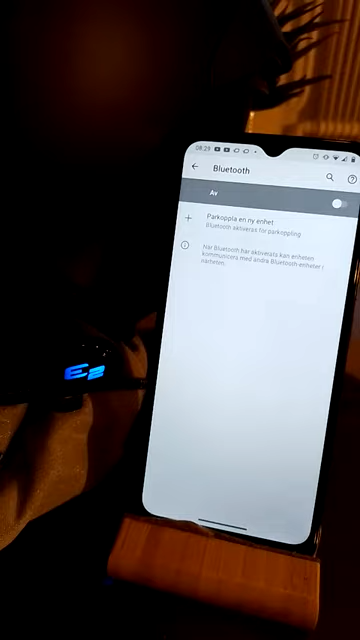 08:29
Bluetooth
Av
Parkoppla en ny enhet
Bluetooth aktiveras för parkoppling
När Bluetooth har aktiverats kan enheten
kommunicera med andra Bluetooth-enheter i
närheten.
E2